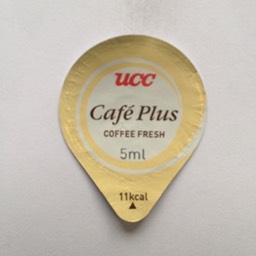 UCC
Café Plus
COFFEE FRESH
5ml
11kcal
▲